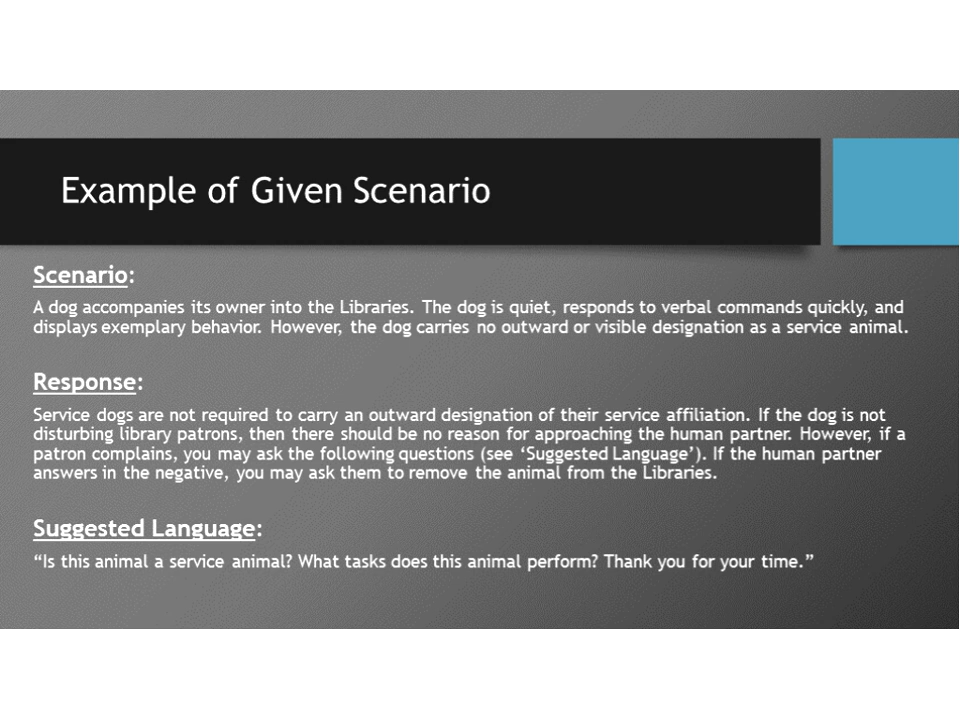 Example of Given Scenario
Scenario:
A dog accompanies its owner into the Libraries. The dog is quiet, responds to verbal commands quickly, and
displays exemplary behavior. However, the dog carries no outward or visible designation as a service animal.
Response:
Service dogs are not required to carry an outward designation of their service affiliation. If the dog is not
disturbing library patrons, then there should be no reason for approaching the human partner. However, if a
patron complains, you may ask the following questions (see ‘Suggested Language’). If the human partner
answers in the negative, you may ask them to remove the animal from the Libraries.
Suggested Language:
“Is this animal a service animal? What tasks does this animal perform? Thank you for your time.”